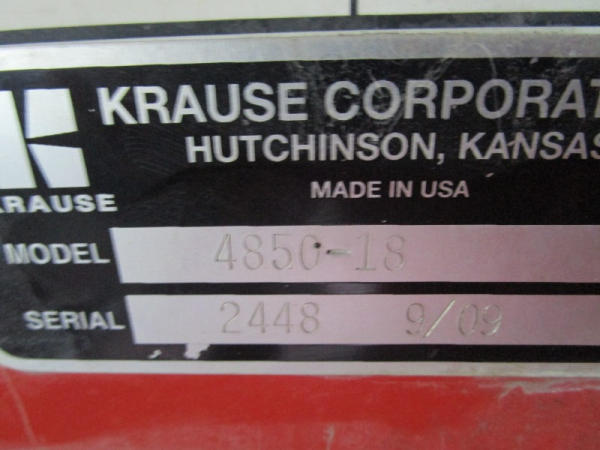 KRAUSE CORPORAT
HUTCHINSON, KANSAS
MADE IN USA
KRAUSE
MODEL 4850-18
SERIAL 2448 9/09